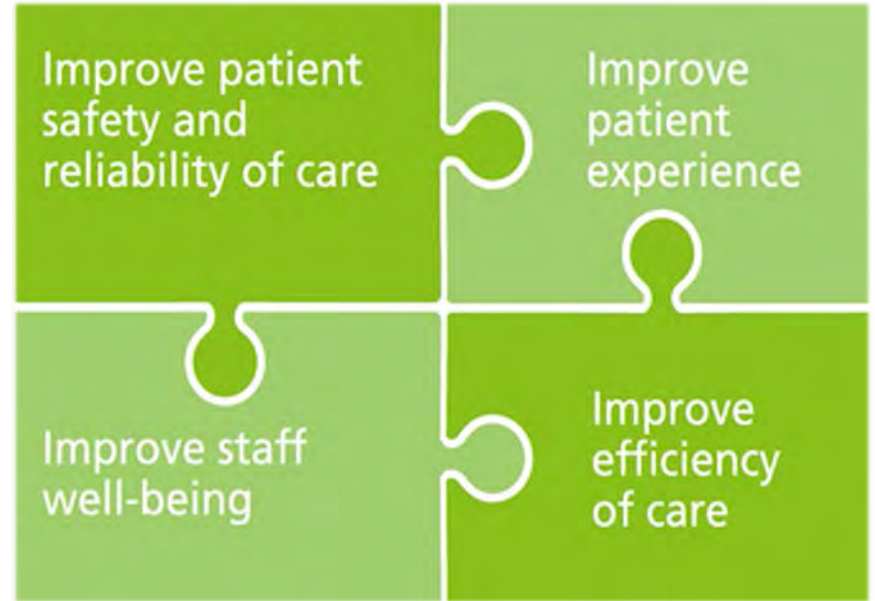 Improve patient
safety and
reliability of care
Improve
patient
experience
Improve staff
well-being
Improve
efficiency
of care